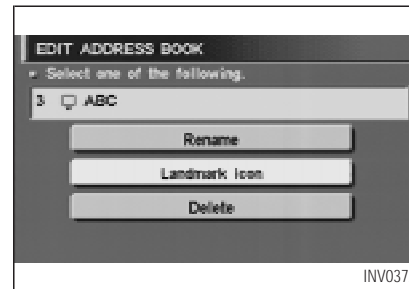 EDIT ADDRESS BOOK
Select one of the following.
3 ABC
Rename
Landmark icon
Delete
INV037